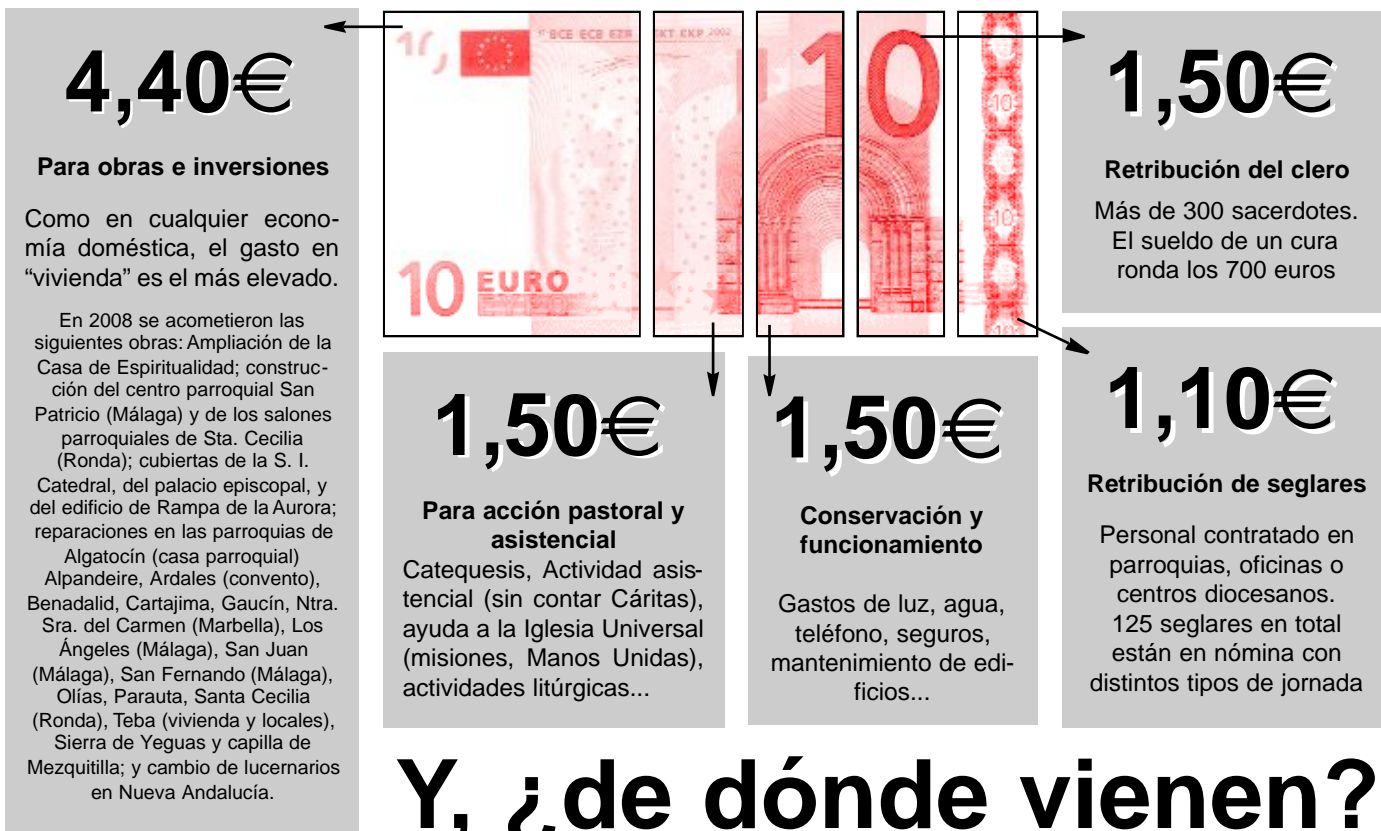 4,40€
Para obras e inversiones
Como en cualquier econo-
mía doméstica, el gasto en
“vivienda” es el más elevado.
En 2008 se acometieron las
siguientes obras: Ampliación de la
Casa de Espiritualidad; construc-
ción del centro parroquial San
Patricio (Málaga) y de los salones
parroquiales de Sta. Cecilia
(Ronda); cubiertas de la S. I.
Catedral, del palacio episcopal, y
del edificio de Rampa de la Aurora;
reparaciones en las parroquias de
Algatocín (casa parroquial)
Alpandeire, Ardales (convento),
Benadalid, Cartajima, Gaucín, Ntra.
Sra. del Carmen (Marbella), Los
Ángeles (Málaga), San Juan
(Málaga), San Fernando (Málaga),
Olías, Parauta, Santa Cecilia
(Ronda), Teba (vivienda y locales),
Sierra de Yeguas y capilla de
Mezquitilla; y cambio de lucernarios
en Nueva Andalucía.
BCE ECB EZB EKT EKP 2002
10
10 EURO
ΕΥΡΩ
10
10
10
1,50€
Retribución del clero
Más de 300 sacerdotes.
El sueldo de un cura
ronda los 700 euros
1,50€
Para acción pastoral y
asistencial
Catequesis, Actividad asis-
tencial (sin contar Cáritas),
ayuda a la Iglesia Universal
(misiones, Manos Unidas),
actividades litúrgicas...
1,50€
Conservación y
funcionamiento
Gastos de luz, agua,
teléfono, seguros,
mantenimiento de edi-
ficios...
1,10€
Retribución de seglares
Personal contratado en
parroquias, oficinas o
centros diocesanos.
125 seglares en total
están en nómina con
distintos tipos de jornada
Y, ¿de dónde vienen?